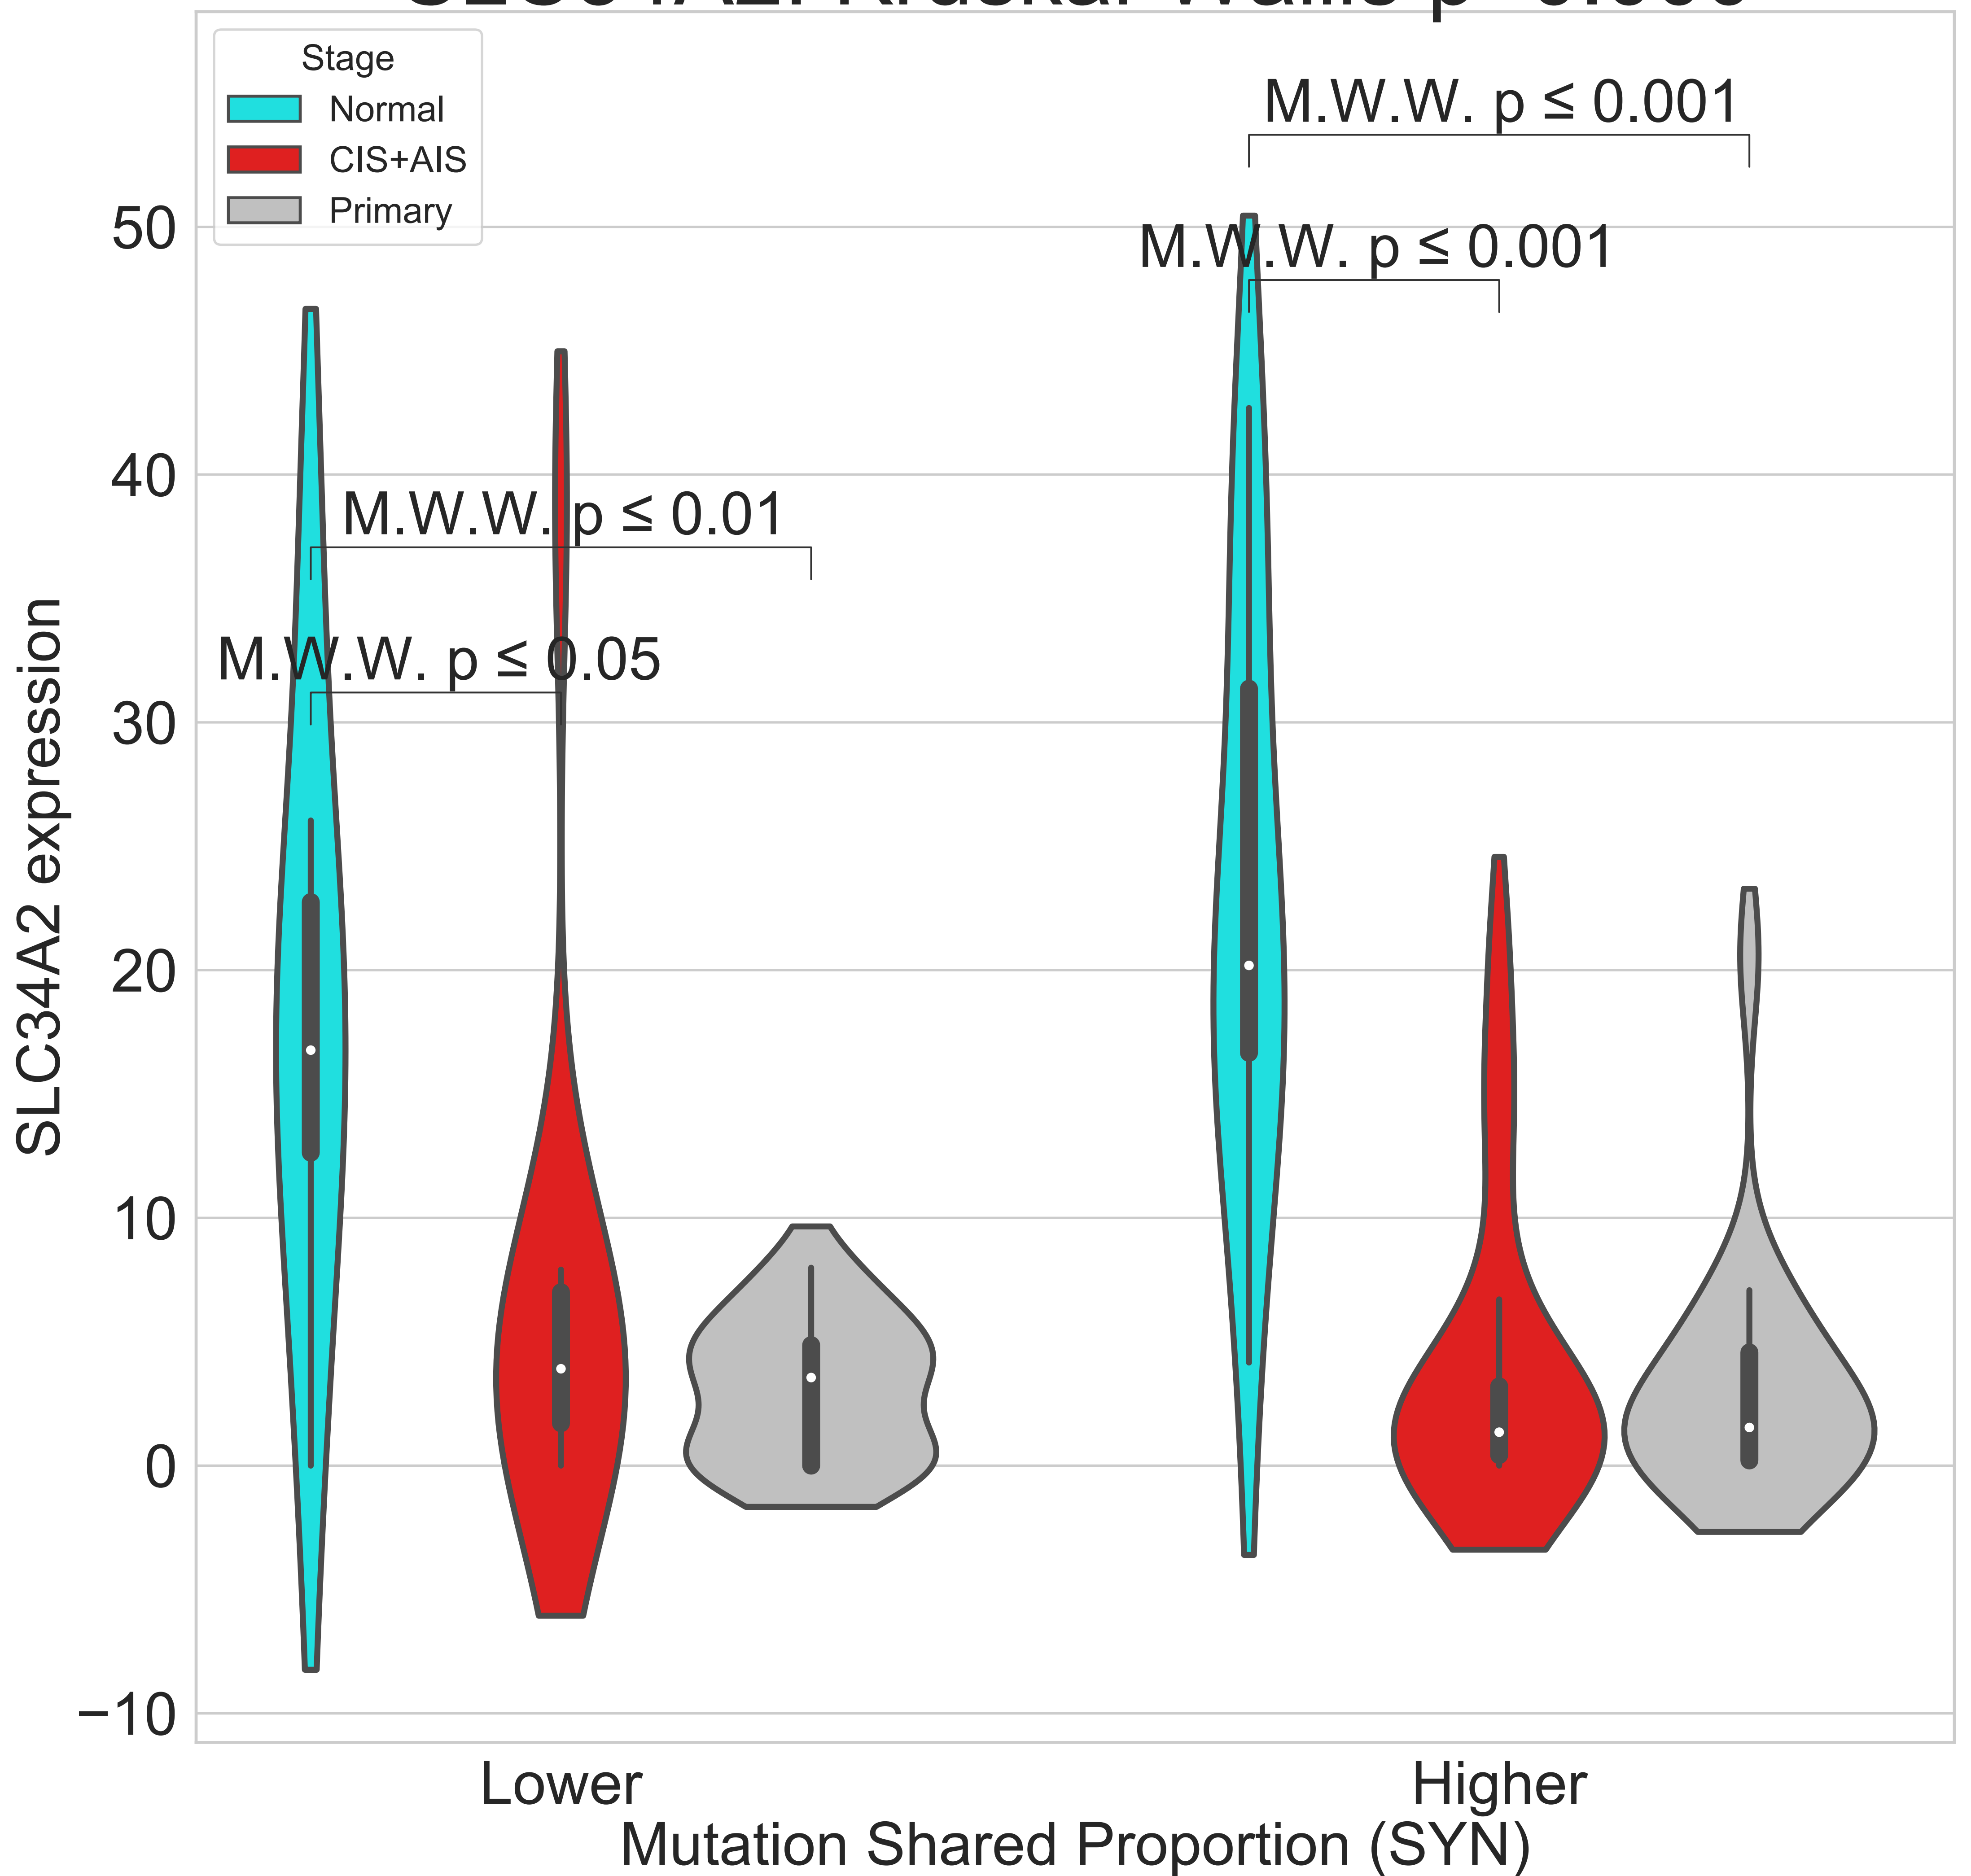 Stage
Normal
CIS+AIS
Primary
M.W.W. p ≤ 0.001
M.W.W. p ≤ 0.001
M.W.W. p ≤ 0.01
M.W.W. p ≤ 0.05
50
40
30
20
10
0
−10
SLC34A2 expression
Lower
Higher
Mutation Shared Proportion (SYN)